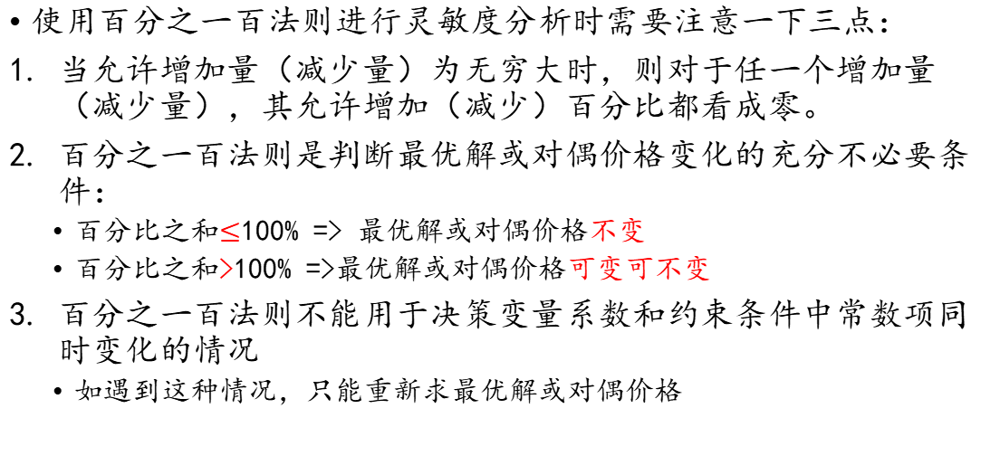 • 使用百分之一百法则进行灵敏度分析时需要注意一下三点：
1. 当允许增加量（减少量）为无穷大时，则对于任一个增加量
（减少量），其允许增加（减少）百分比都看成零。
2. 百分之一百法则是判断最优解或对偶价格变化的充分不必要条
件：
• 百分比之和≤100% => 最优解或对偶价格不变
• 百分比之和>100% =>最优解或对偶价格可变可不变
3. 百分之一百法则不能用于决策变量系数和约束条件中常数项同
时变化的情况
• 如遇到这种情况，只能重新求最优解或对偶价格